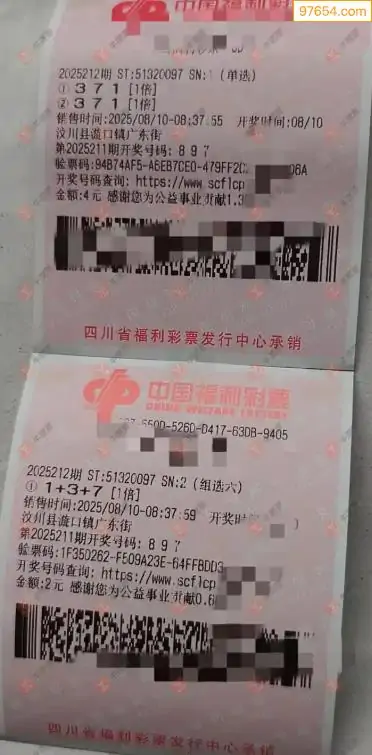 97654.com
中国福利彩票
2025212期 ST:51320097 SN:1 (单选)
① 3 7 1 [1倍]
② 3 7 1 [1倍]
销售时间:2025/08/10-08:37:55 开奖时间:08/10
汶川县漩口镇广东街
第2025211期开奖号码: 8 9 7
验票码:94B74AF5-A6EB7CE0-479FF2C 06A
开奖号码查询: https://www.scflcp
金额:4元 感谢您为公益事业贡献1.3
四川省福利彩票发行中心承销
中国福利彩票
CHINA WELFARE LOTTERY
550D-526D-D417-63DB-9405
2025212期 ST:51320097 SN:2 (组选六)
① 1+3+7 [1倍]
销售时间:2025/08/10-08:37:59 开奖时
汶川县漩口镇广东街
第2025211期开奖号码: 8 9 7
验票码:1F350262-F509A23E-64FFBDD3
开奖号码查询: https://www.scflcp
金额:2元 感谢您为公益事业贡献0.6
四川省福利彩票发行中心承销